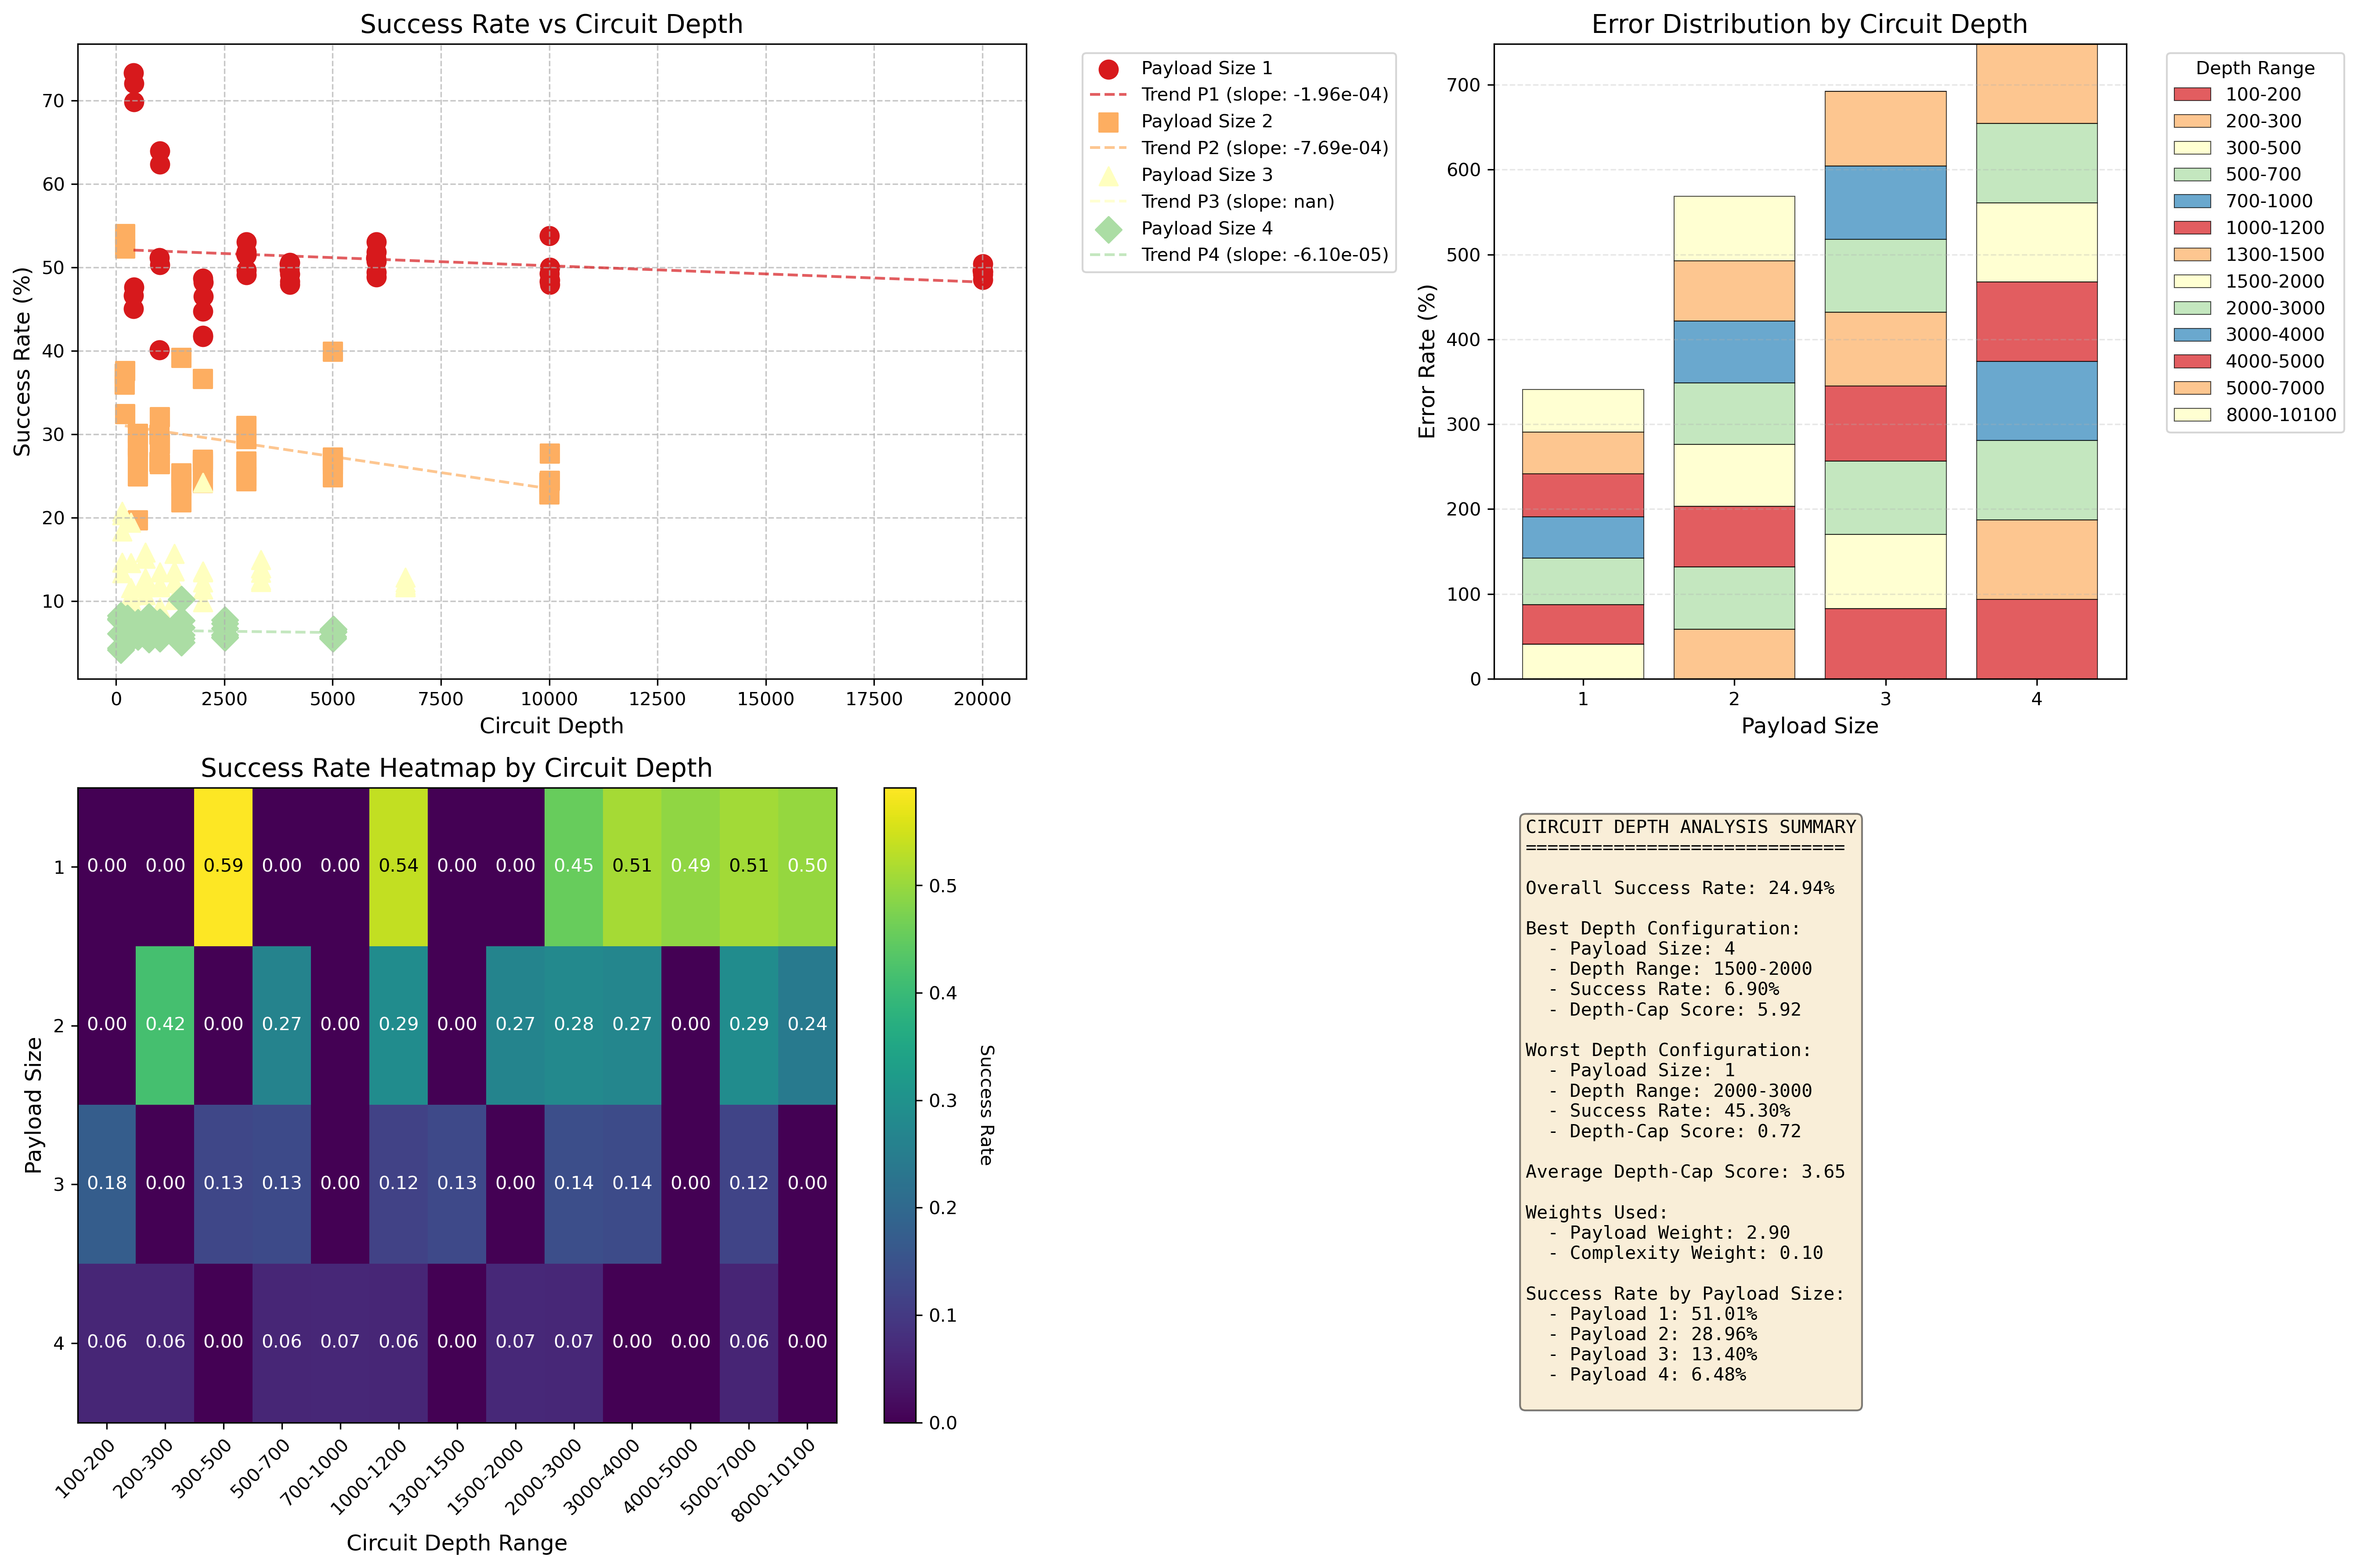 Success Rate vs Circuit Depth
Success Rate (%)
70
60
50
40
30
20
10
0 2500 5000 7500 10000 12500 15000 17500 20000
Circuit Depth
Payload Size 1
Trend P1 (slope: -1.96e-04)
Payload Size 2
Trend P2 (slope: -7.69e-04)
Payload Size 3
Trend P3 (slope: nan)
Payload Size 4
Trend P4 (slope: -6.10e-05)
Error Distribution by Circuit Depth
Error Rate (%)
700
600
500
400
300
200
100
0
1 2 3 4
Payload Size
Depth Range
100-200
200-300
300-500
500-700
700-1000
1000-1200
1300-1500
1500-2000
2000-3000
3000-4000
4000-5000
5000-7000
8000-10100
Success Rate Heatmap by Circuit Depth
Payload Size
1 0.00 0.00 0.59 0.00 0.00 0.54 0.00 0.00 0.45 0.51 0.49 0.51 0.50
2 0.00 0.42 0.00 0.27 0.00 0.29 0.00 0.27 0.28 0.27 0.00 0.29 0.24
3 0.18 0.00 0.13 0.13 0.00 0.12 0.13 0.00 0.14 0.14 0.00 0.12 0.00
4 0.06 0.06 0.00 0.06 0.07 0.06 0.00 0.07 0.07 0.00 0.00 0.06 0.00
100-200 200-300 300-500 500-700 700-1000 1000-1200 1300-1500 1500-2000 2000-3000 3000-4000 4000-5000 5000-7000 8000-10100
Circuit Depth Range
0.5
0.4
0.3
0.2
0.1
0.0
Success Rate
CIRCUIT DEPTH ANALYSIS SUMMARY
=============================
Overall Success Rate: 24.94%
Best Depth Configuration:
- Payload Size: 4
- Depth Range: 1500-2000
- Success Rate: 6.90%
- Depth-Cap Score: 5.92
Worst Depth Configuration:
- Payload Size: 1
- Depth Range: 2000-3000
- Success Rate: 45.30%
- Depth-Cap Score: 0.72
Average Depth-Cap Score: 3.65
Weights Used:
- Payload Weight: 2.90
- Complexity Weight: 0.10
Success Rate by Payload Size:
- Payload 1: 51.01%
- Payload 2: 28.96%
- Payload 3: 13.40%
- Payload 4: 6.48%